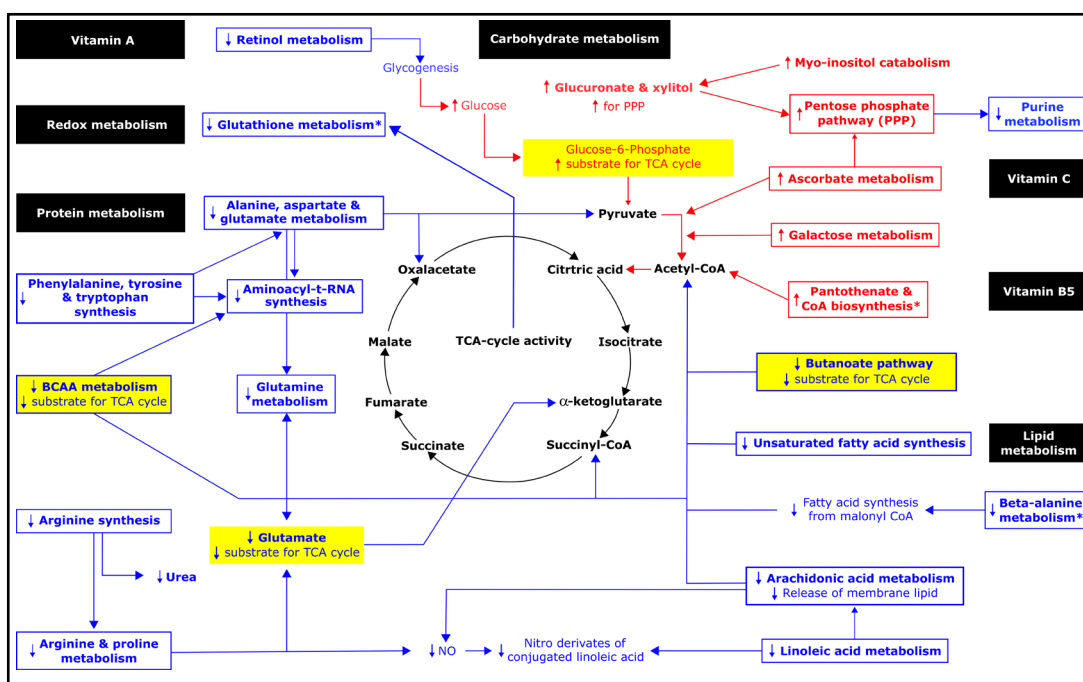 Vitamin A
↓ Retinol metabolism
Carbohydrate metabolism
Glycogenesis
↑ Myo-inositol catabolism
↑ Glucuronate & xylitol
↑ for PPP
↑ Glucose
↑ Pentose phosphate
pathway (PPP)
↓ Purine
metabolism
Redox metabolism
↓ Glutathione metabolism*
Glucose-6-Phosphate
↑ substrate for TCA cycle
↑ Ascorbate metabolism
Vitamin C
Protein metabolism
↓ Alanine, aspartate &
glutamate metabolism
Pyruvate
↑ Galactose metabolism
Oxalacetate
Citrtric acid
Acetyl-CoA
↓ Phenylalanine, tyrosine
& tryptophan
synthesis
↓ Aminoacyl-t-RNA
synthesis
↑ Pantothenate &
CoA biosynthesis*
Vitamin B5
Malate
TCA-cycle activity
Isocitrate
↓ Butanoate pathway
↓ substrate for TCA cycle
↓ BCAA metabolism
↓ substrate for TCA cycle
↓ Glutamine
metabolism
Fumarate
α-ketoglutarate
Succinate
Succinyl-CoA
↓ Unsaturated fatty acid synthesis
Lipid
metabolism
↓ Fatty acid synthesis
from malonyl CoA
↓ Beta-alanine
metabolism*
↓ Arginine synthesis
↓ Glutamate
↓ substrate for TCA cycle
↓ Urea
↓ Arachidonic acid metabolism
↓ Release of membrane lipid
↓ Arginine & proline
metabolism
↓ NO
↓ Nitro derivates of
conjugated linoleic acid
↓ Linoleic acid metabolism